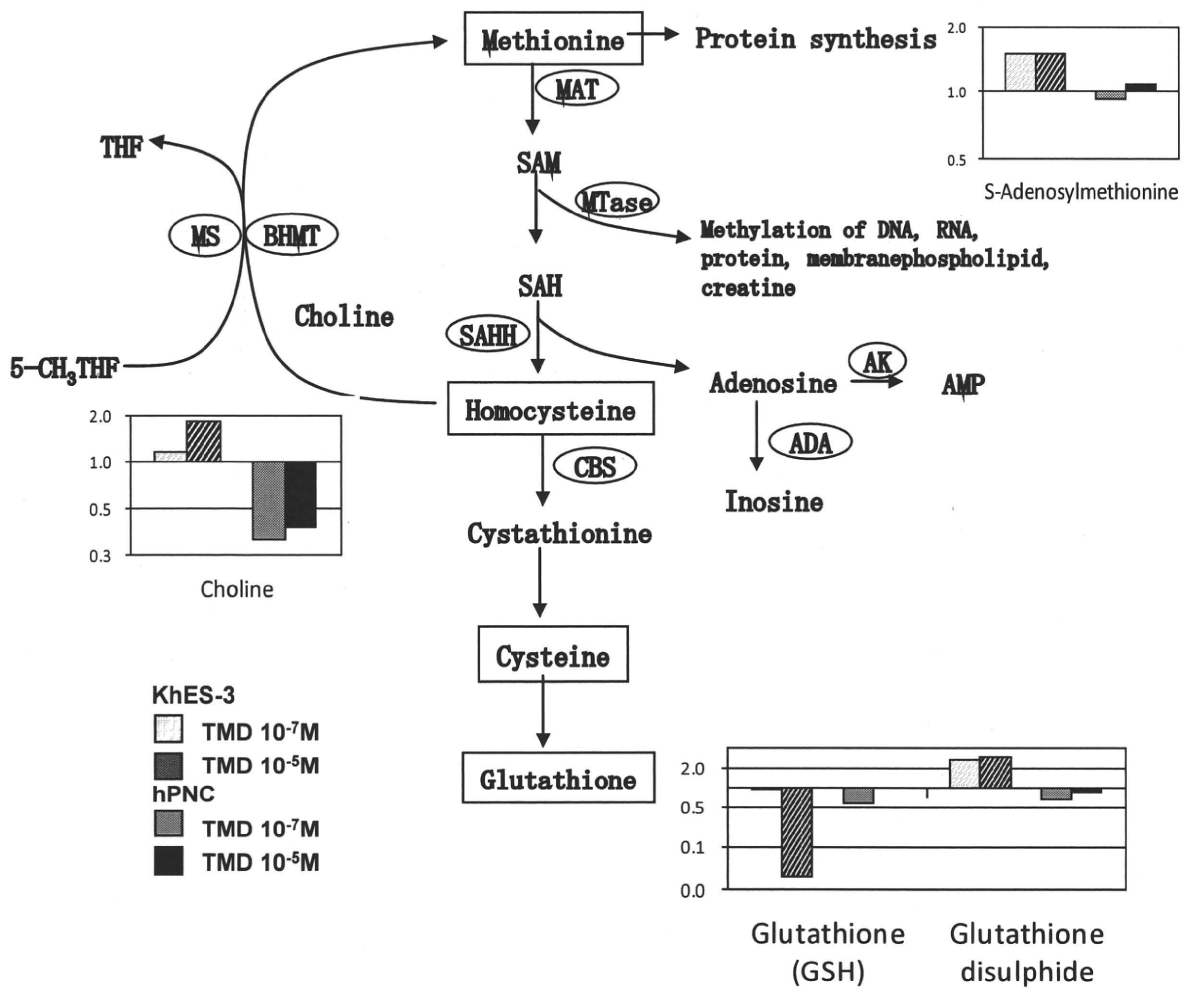 Methionine
Protein synthesis
MAT
THF
SAM
MTase
MS
BHMT
Methylation of DNA, RNA,
protein, membranephospholipid,
creatine
SAH
Choline
SAHH
5-CH3THF
Homocysteine
Adenosine
AK
AMP
CBS
ADA
Inosine
Cystathionine
Cysteine
Glutathione
2.0
1.0
0.5
S-Adenosylmethionine
2.0
1.0
0.5
0.3
Choline
KhES-3
TMD 10-7M
TMD 10-5M
hPNC
TMD 10-7M
TMD 10-5M
2.0
0.5
0.1
0.0
Glutathione
(GSH)
Glutathione
disulphide